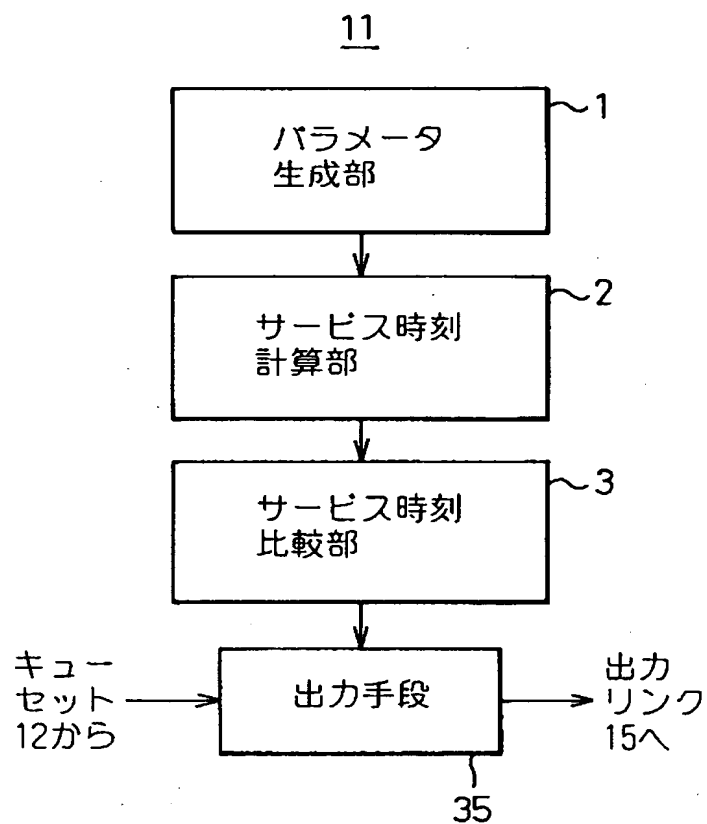 11
パラメータ
生成部
1
サービス時刻
計算部
2
サービス時刻
比較部
3
キュー
セット
12から
出力手段
出力
リンク
15へ
35